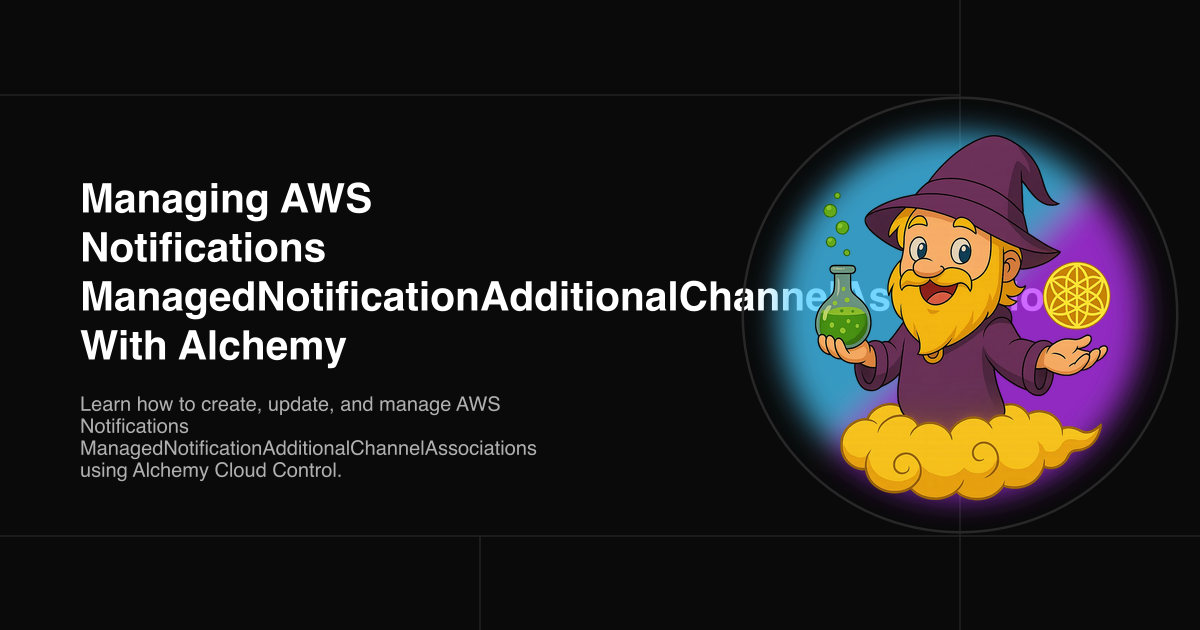 Managing AWS
Notifications
ManagedNotificationAdditionalChannelAs
With Alchemy
Learn how to create, update, and manage AWS
Notifications
ManagedNotificationAdditionalChannelAssociations
using Alchemy Cloud Control.